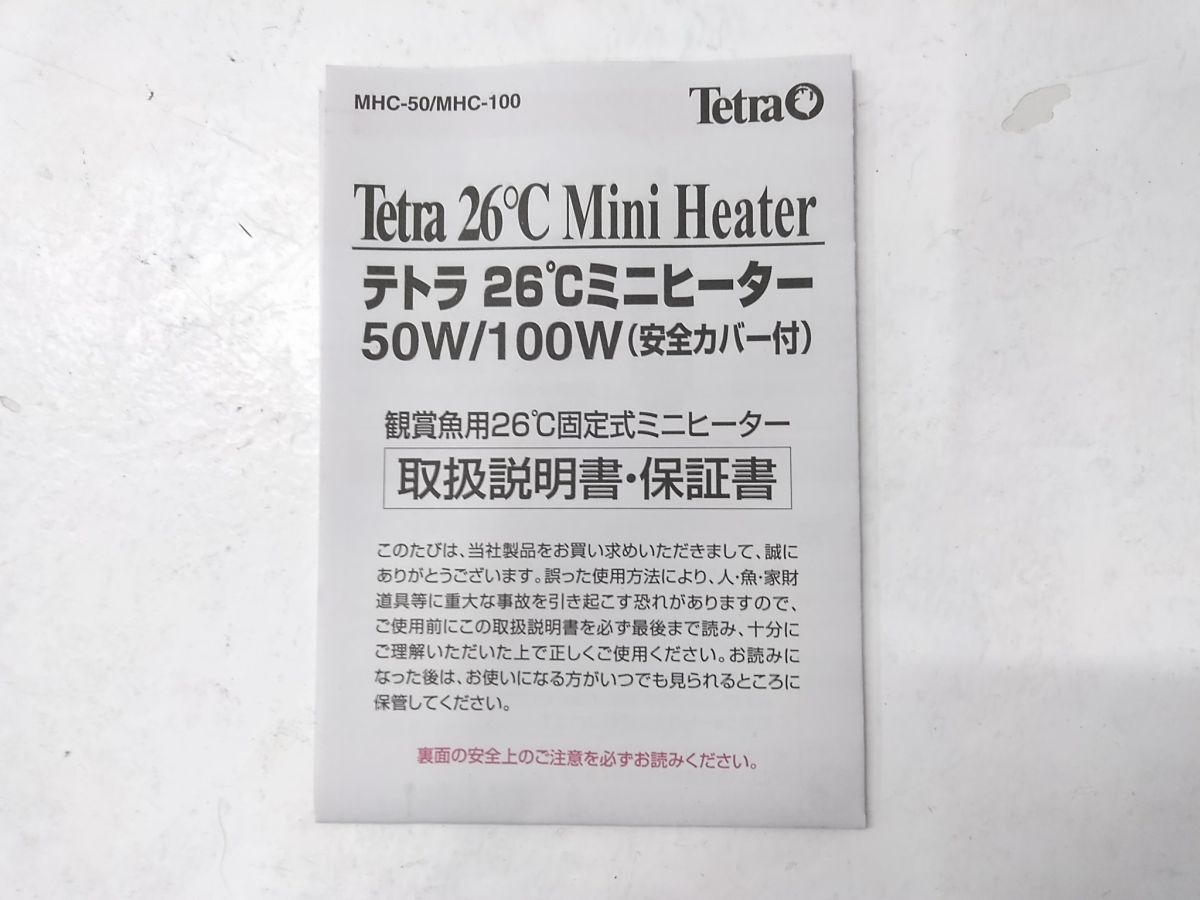 MHC-50/MHC-100
Tetra
Tetra 26℃ Mini Heater
テトラ 26℃ミニヒーター
50W/100W(安全カバー付)
観賞魚用26℃固定式ミニヒーター
取扱説明書・保証書
このたびは、当社製品をお買い求めいただきまして、誠に
ありがとうございます。誤った使用方法により、人・魚・家財
道具等に重大な事故を引き起こす恐れがありますので、
ご使用前にこの取扱説明書を必ず最後まで読み、十分に
ご理解いただいた上で正しくご使用ください。お読みに
なった後は、お使いになる方がいつでも見られるところに
保管してください。
裏面の安全上のご注意を必ずお読みください。